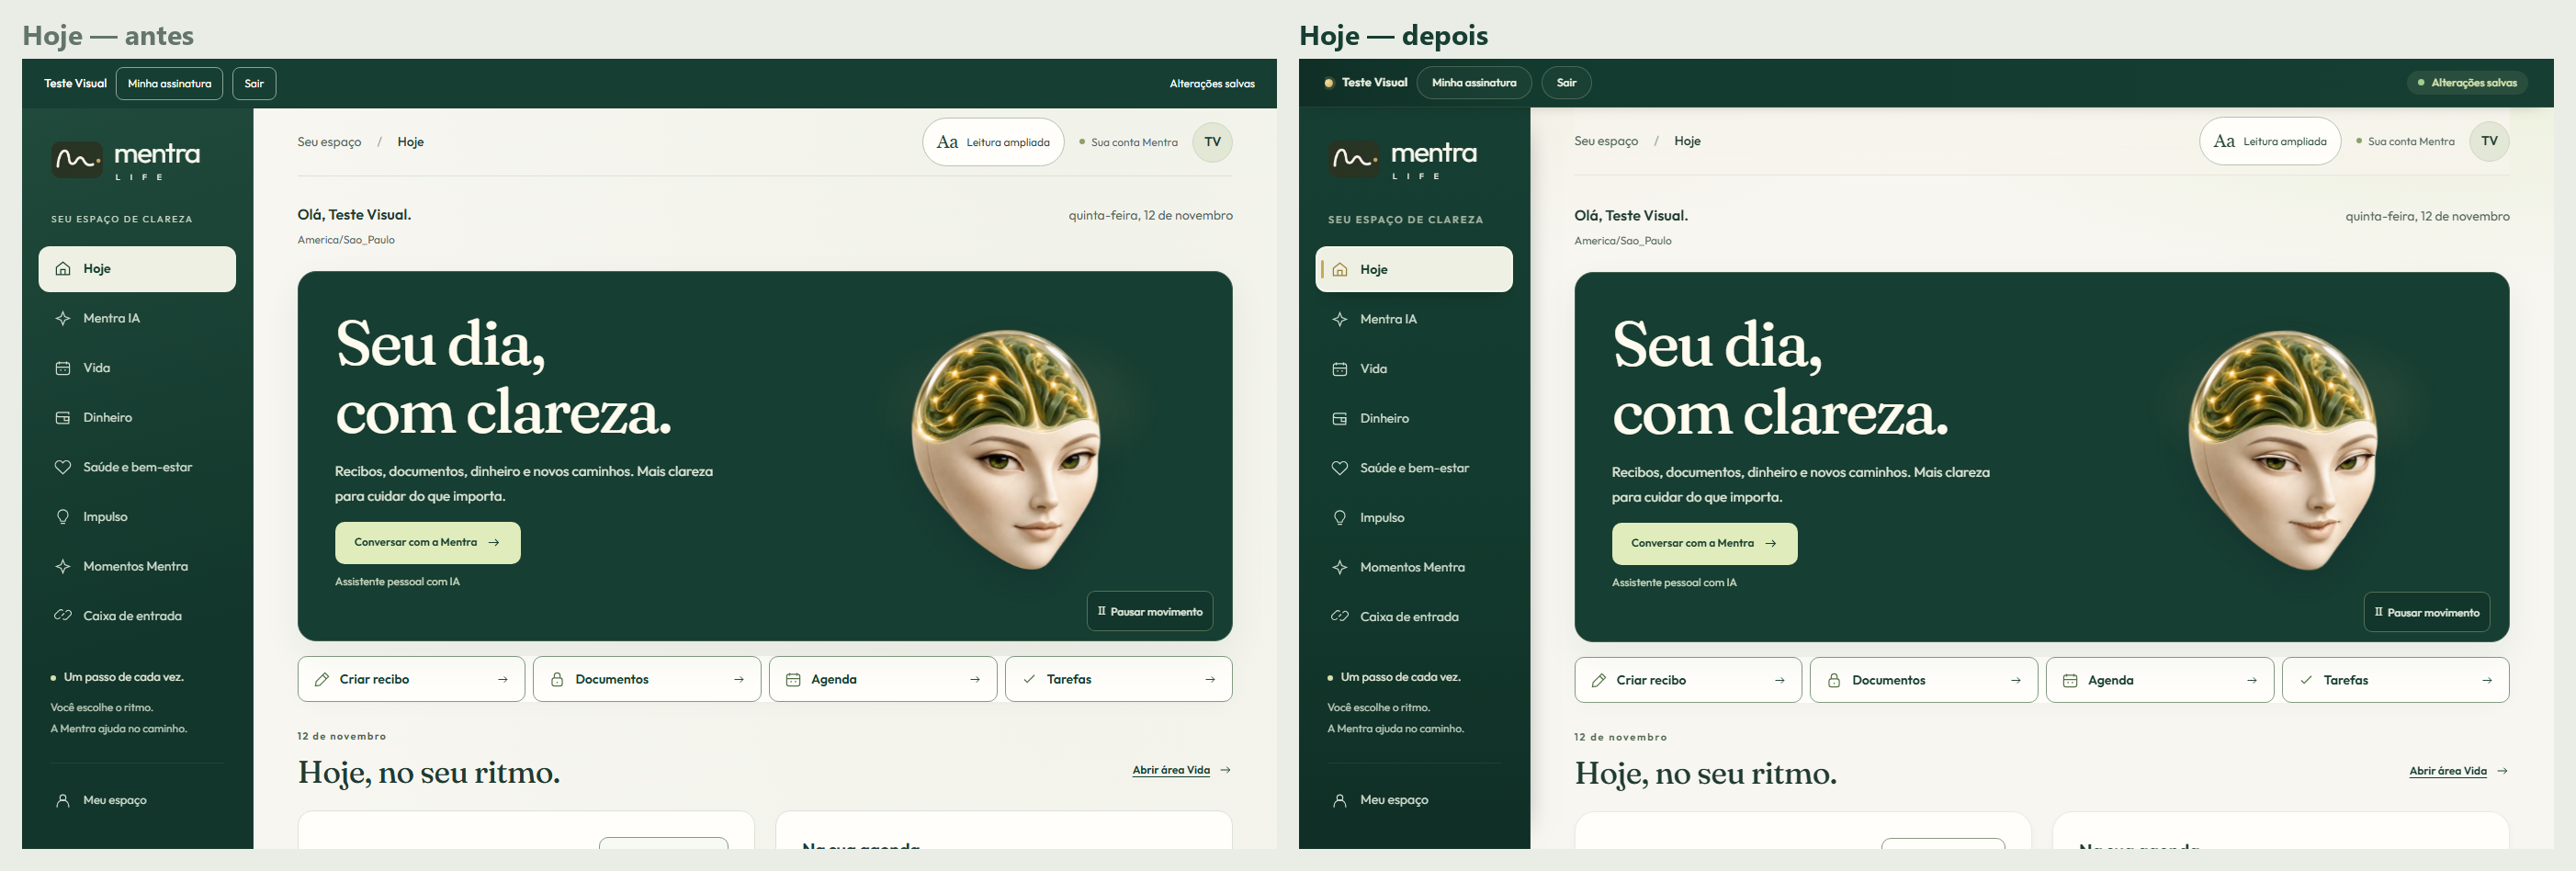 Hoje — antes
Teste Visual
Minha assinatura
Sair
Alterações salvas
mentra
LIFE
SEU ESPAÇO DE CLAREZA
Hoje
Mentra IA
Vida
Dinheiro
Saúde e bem-estar
Impulso
Momentos Mentra
Caixa de entrada
Um passo de cada vez.
Você escolhe o ritmo.
A Mentra ajuda no caminho.
Meu espaço
Seu espaço / Hoje
Aa Leitura ampliada
Sua conta Mentra
TV
Olá, Teste Visual.
quinta-feira, 12 de novembro
America/Sao_Paulo
Seu dia,
com clareza.
Recibos, documentos, dinheiro e novos caminhos. Mais clareza
para cuidar do que importa.
Conversar com a Mentra →
Assistente pessoal com IA
Pausar movimento
Criar recibo →
Documentos →
Agenda →
Tarefas →
12 de novembro
Hoje, no seu ritmo.
Abrir área Vida →
Na sua agenda
Hoje — depois
Teste Visual
Minha assinatura
Sair
Alterações salvas
mentra
LIFE
SEU ESPAÇO DE CLAREZA
Hoje
Mentra IA
Vida
Dinheiro
Saúde e bem-estar
Impulso
Momentos Mentra
Caixa de entrada
Um passo de cada vez.
Você escolhe o ritmo.
A Mentra ajuda no caminho.
Meu espaço
Seu espaço / Hoje
Aa Leitura ampliada
Sua conta Mentra
TV
Olá, Teste Visual.
quinta-feira, 12 de novembro
America/Sao_Paulo
Seu dia,
com clareza.
Recibos, documentos, dinheiro e novos caminhos. Mais clareza
para cuidar do que importa.
Conversar com a Mentra →
Assistente pessoal com IA
Pausar movimento
Criar recibo →
Documentos →
Agenda →
Tarefas →
12 de novembro
Hoje, no seu ritmo.
Abrir área Vida →
Na sua agenda